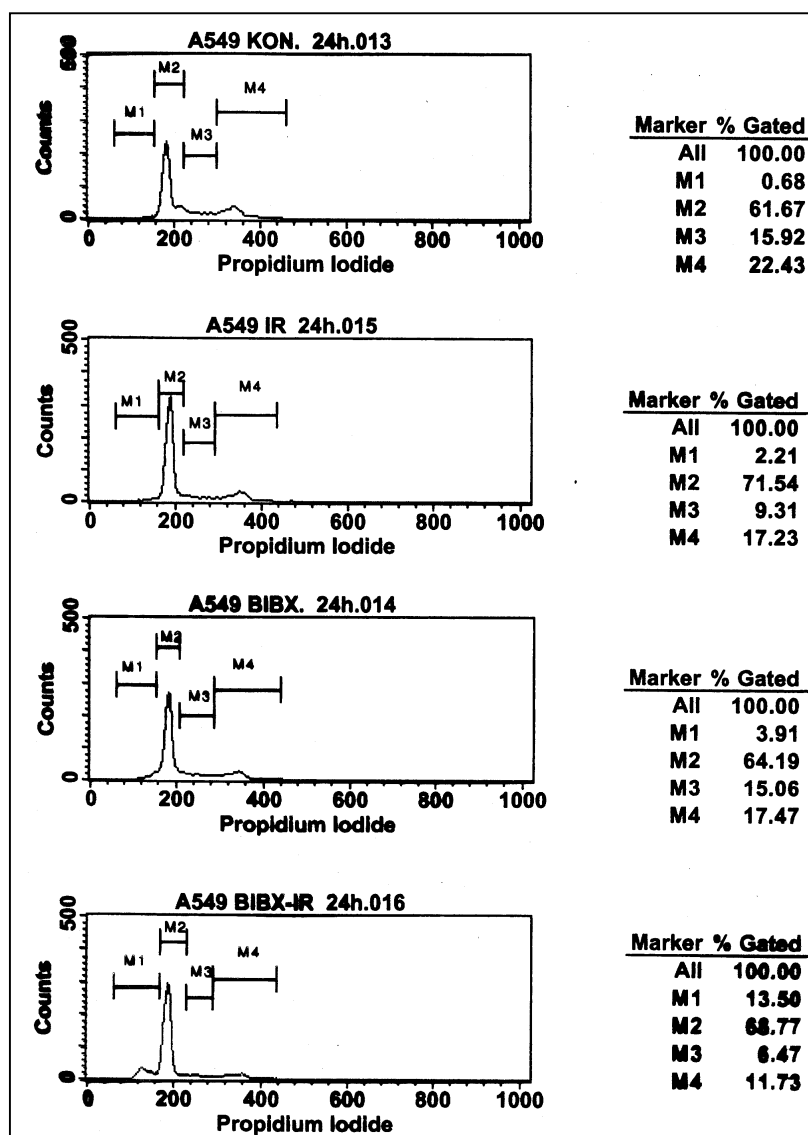 A549 KON. 24h.013
500
M2
M4
M1
M3
Counts
0
0 200 400 600 800 1000
Propidium Iodide
Marker % Gated
All 100.00
M1 0.68
M2 61.67
M3 15.92
M4 22.43
A549 IR 24h.015
500
M2
M4
M1
M3
Counts
0
0 200 400 600 800 1000
Propidium Iodide
Marker % Gated
All 100.00
M1 2.21
M2 71.54
M3 9.31
M4 17.23
A549 BIBX. 24h.014
500
M2
M4
M1
M3
Counts
0
0 200 400 600 800 1000
Propidium Iodide
Marker % Gated
All 100.00
M1 3.91
M2 64.19
M3 15.06
M4 17.47
A549 BIBX-IR 24h.016
500
M2
M4
M1
M3
Counts
0
0 200 400 600 800 1000
Propidium Iodide
Marker % Gated
All 100.00
M1 13.50
M2 68.77
M3 6.47
M4 11.73